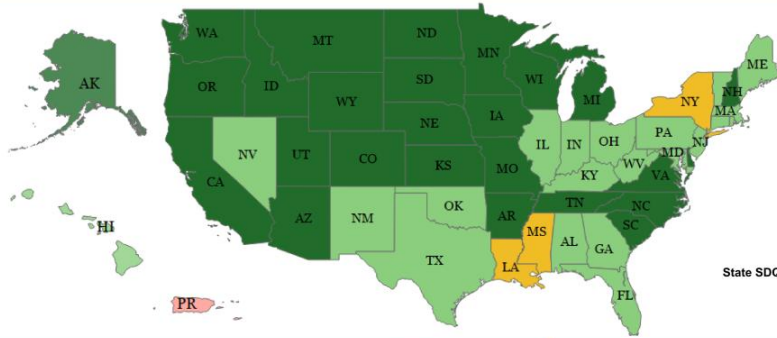 WA
MT
ND
MN
ME
AK
OR
ID
SD
WI
NH
WY
MI
NY
MA
NE
IA
PA
NJ
NV
UT
CO
IL
IN
OH
MD
CA
KS
MO
WV
VA
KY
HI
AZ
NM
OK
AR
TN
NC
SC
TX
MS
AL
GA
LA
FL
PR
State SDQ